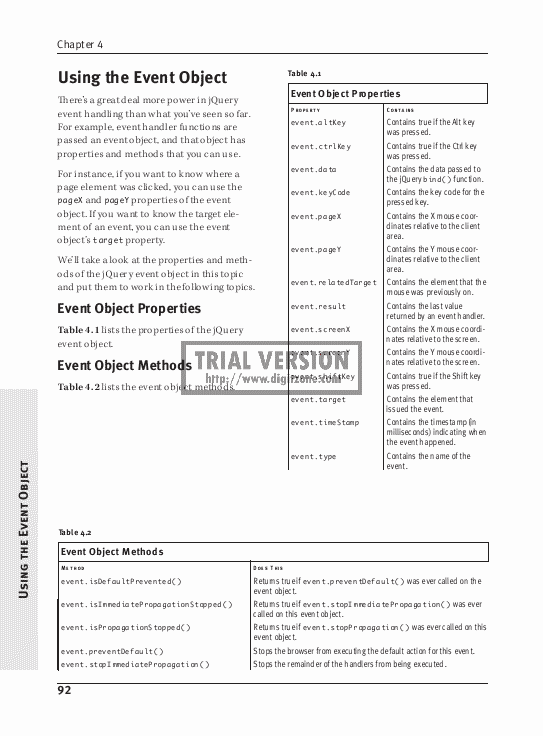 Chapter 4
Using the Event Object
There's a great deal more power in jQuery
event handling than what you've seen so far.
For example, event handler functions are
passed an event object, and that object has
properties and methods that you can use.
For instance, if you want to know where a
page element was clicked, you can use the
pageX and pageY properties of the event
object. If you want to know the target ele-
ment of an event, you can use the event
object's target property.
We'll take a look at the properties and meth-
ods of the jQuery event object in this topic
and put them to work in the following topics.
Event Object Properties
Table 4.1 lists the properties of the jQuery
event object.
Event Object Methods
Table 4.2 lists the event object methods.
Table 4.1
Event Object Properties
Property Contains
event.altKey Contains true if the Alt key
was pressed.
event.ctrlKey Contains true if the Ctrl key
was pressed.
event.data Contains the data passed to
the jQuery bind() function.
event.keyCode Contains the key code for the
pressed key.
event.pageX Contains the X mouse coor-
dinates relative to the client
area.
event.pageY Contains the Y mouse coor-
dinates relative to the client
area.
event.relatedTarget Contains the element that the
mouse was previously on.
event.result Contains the last value
returned by an event handler.
event.screenX Contains the X mouse coordi-
nates relative to the screen.
event.screenY Contains the Y mouse coordi-
nates relative to the screen.
event.shiftKey Contains true if the Shift key
was pressed.
event.target Contains the element that
issued the event.
event.timeStamp Contains the timestamp (in
milliseconds) indicating when
the event happened.
event.type Contains the name of the
event.
TRIAL VERSION
http://www.digitzone.com
Using the Event Object
Table 4.2
Event Object Methods
Method Does This
event.isDefaultPrevented() Returns true if event.preventDefault() was ever called on the
event object.
event.isImmediatePropagationStopped() Returns true if event.stopImmediatePropagation() was ever
called on this event object.
event.isPropagationStopped() Returns true if event.stopPropagation() was ever called on this
event object.
event.preventDefault() Stops the browser from executing the default action for this event.
event.stopImmediatePropagation() Stops the remainder of the handlers from being executed.
92